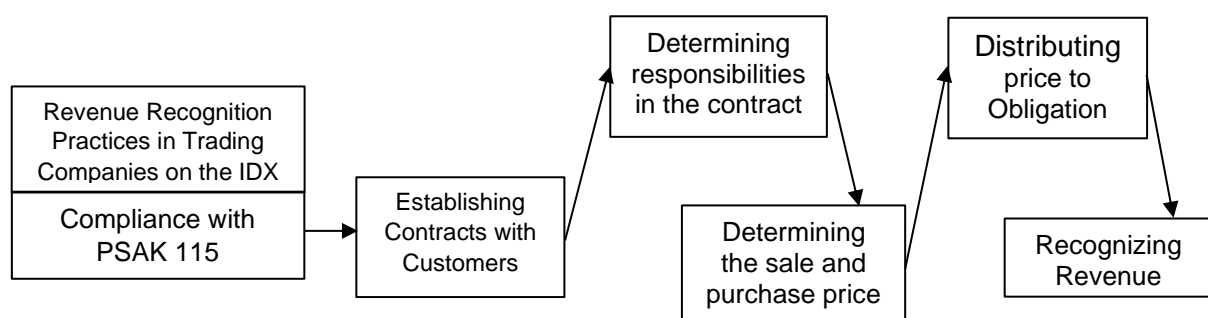 Revenue Recognition
Practices in Trading
Companies on the IDX
Compliance with
PSAK 115
Establishing
Contracts with
Customers
Determining
responsibilities
in the contract
Determining
the sale and
purchase price
Distributing
price to
Obligation
Recognizing
Revenue